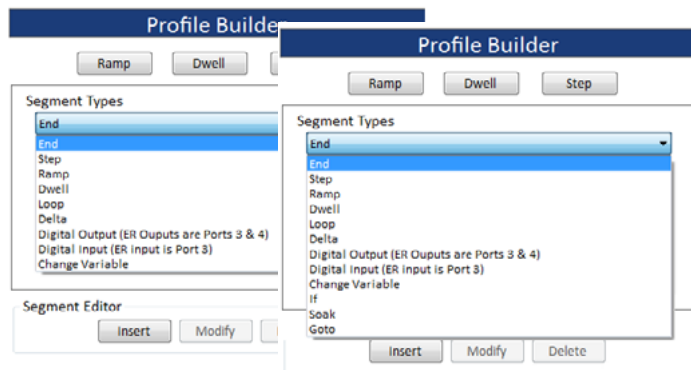 Profile Builde
Ramp
Dwell
Segment Types
End
End
Step
Ramp
Dwell
Loop
Delta
Digital Output (ER Ouputs are Ports 3 & 4)
Digital Input (ER input is Port 3)
Change Variable
Segment Editor
Insert
Modify
Profile Builder
Ramp
Dwell
Step
Segment Types
End
End
Step
Ramp
Dwell
Loop
Delta
Digital Output (ER Ouputs are Ports 3 & 4)
Digital Input (ER input is Port 3)
Change Variable
If
Soak
Goto
Insert
Modify
Delete